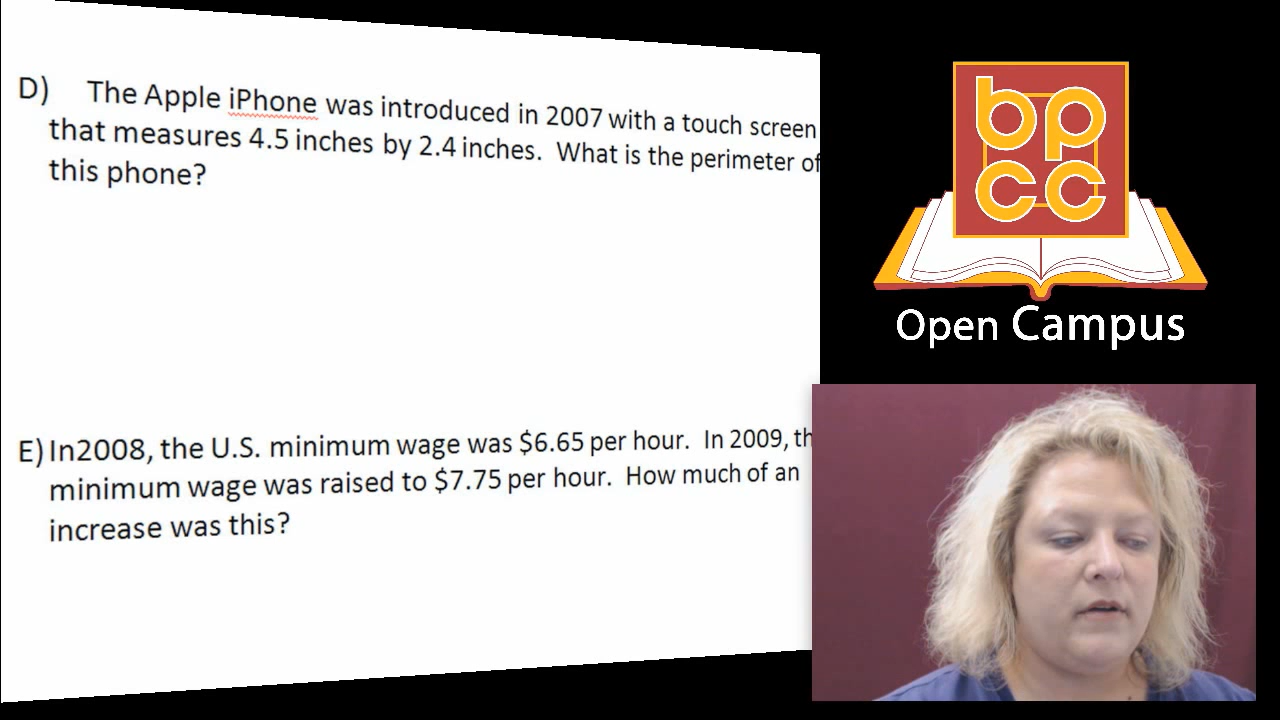 D) The Apple iPhone was introduced in 2007 with a touch screen
that measures 4.5 inches by 2.4 inches. What is the perimeter of
this phone?
E) In2008, the U.S. minimum wage was $6.65 per hour. In 2009, th
minimum wage was raised to $7.75 per hour. How much of an
increase was this?
bp
cc
Open Campus